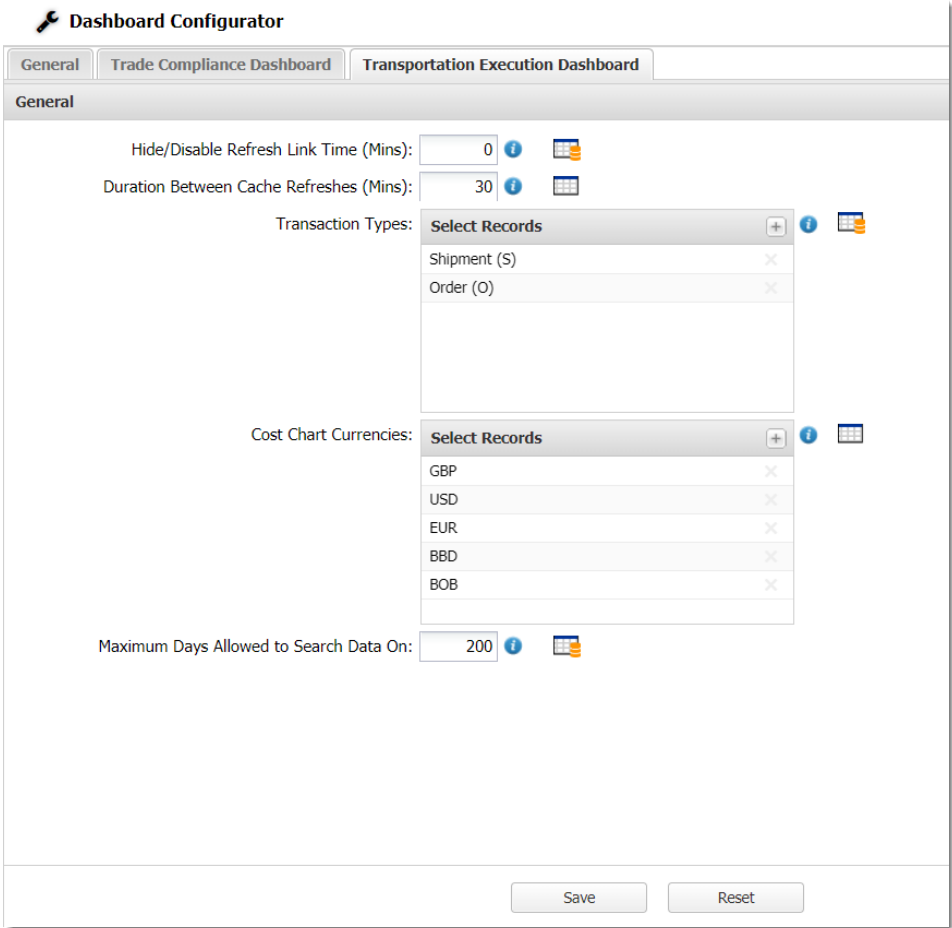 Dashboard Configurator
General Trade Compliance Dashboard Transportation Execution Dashboard
General
Hide/Disable Refresh Link Time (Mins): 0
Duration Between Cache Refreshes (Mins): 30
Transaction Types: Select Records
Shipment (S)
Order (O)
Cost Chart Currencies: Select Records
GBP
USD
EUR
BBD
BOB
Maximum Days Allowed to Search Data On: 200
Save Reset